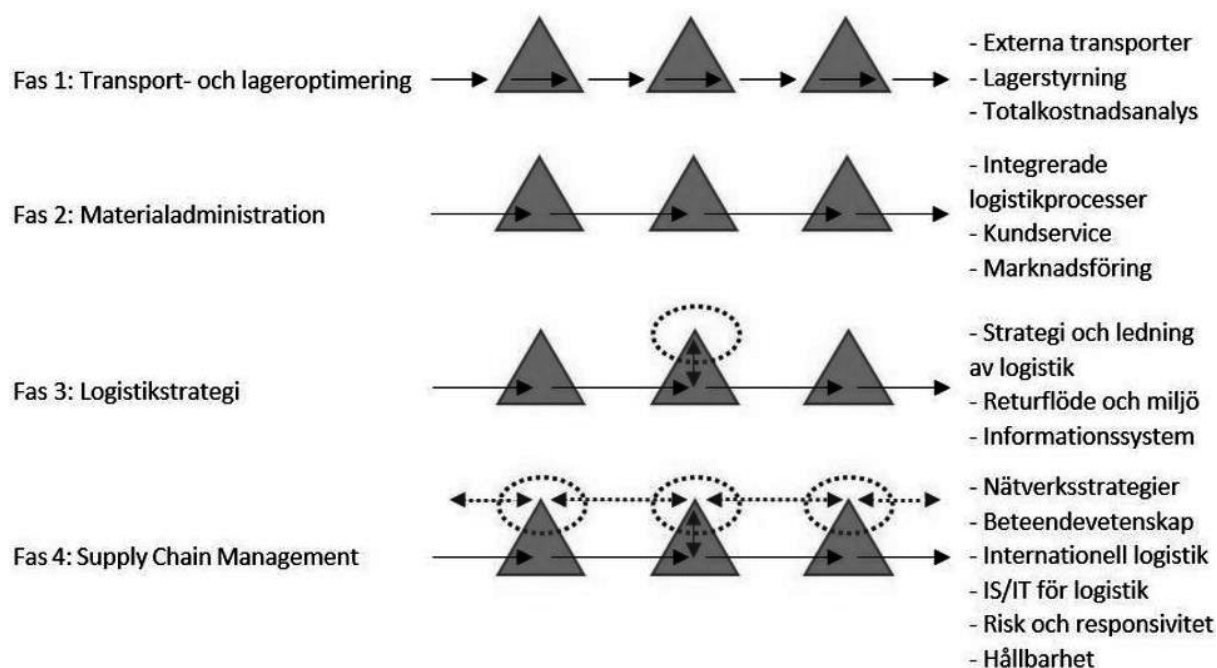 Fas 1: Transport- och lageroptimering
- Externa transporter
- Lagerstyrning
- Totalkostnadsanalys
Fas 2: Materialadministration
- Integrerade
logistikprocesser
- Kundservice
- Marknadsföring
Fas 3: Logistikstrategi
- Strategi och ledning
av logistik
- Returflöde och miljö
- Informationssystem
Fas 4: Supply Chain Management
- Nätverksstrategier
- Beteendevetenskap
- Internationell logistik
- IS/IT för logistik
- Risk och responsivitet
- Hållbarhet